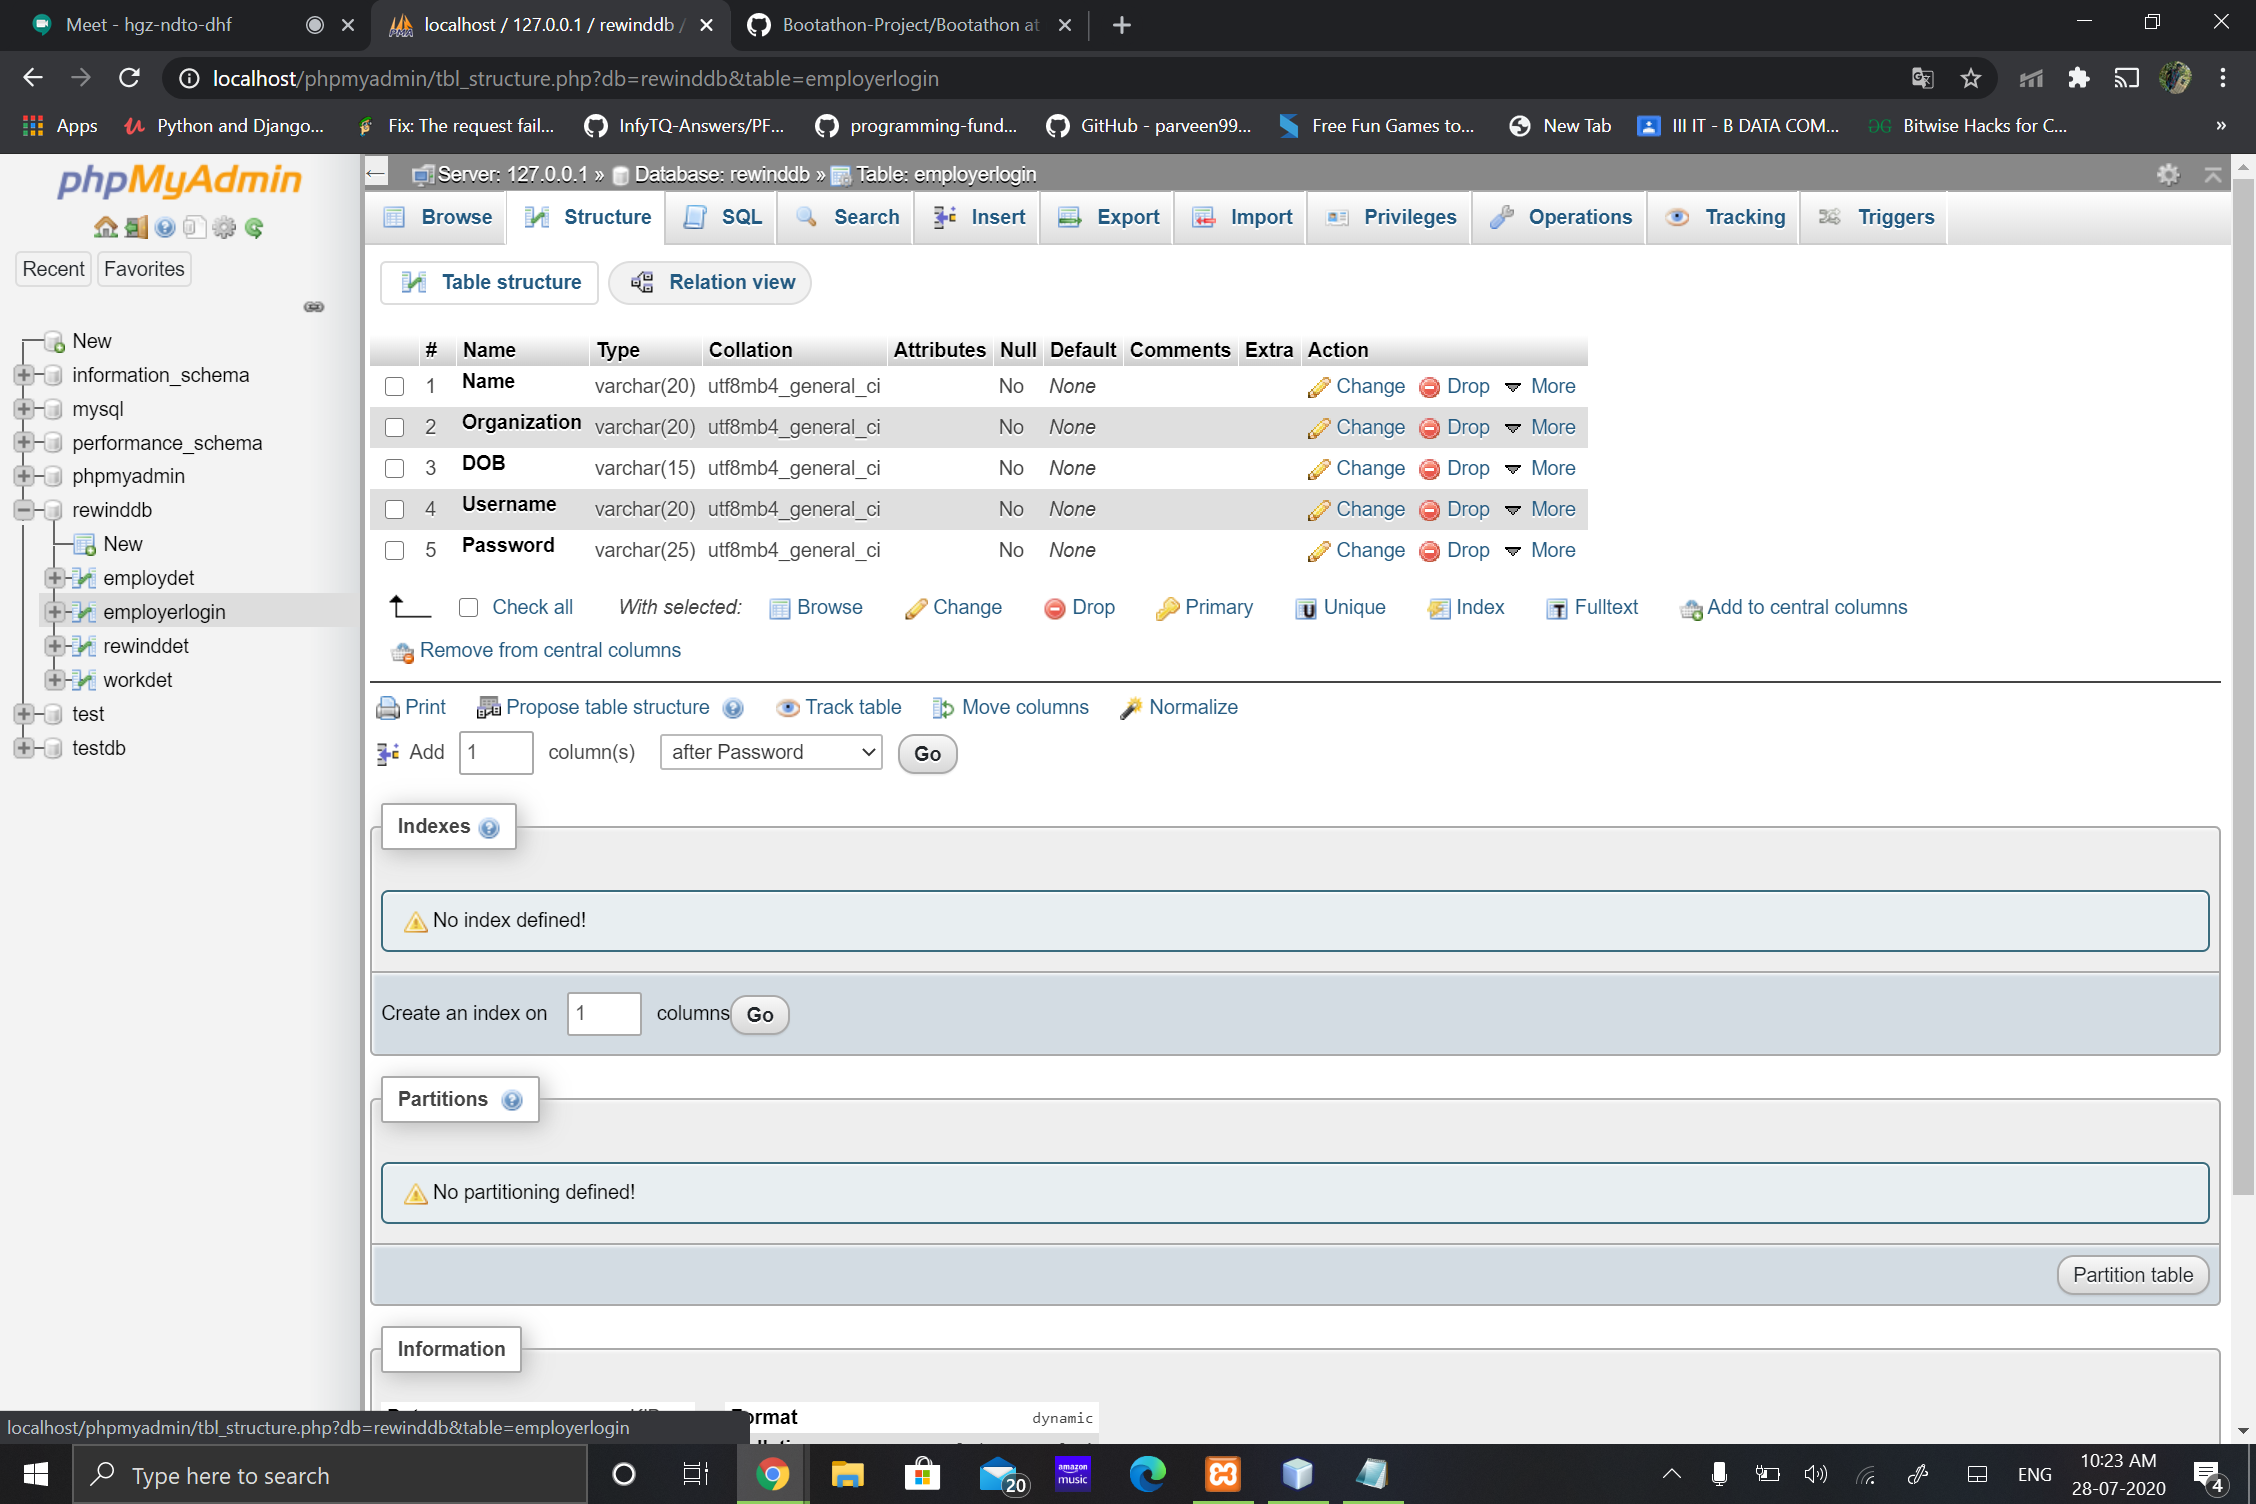 Meet - hgz-ndto-dhf
localhost / 127.0.0.1 / rewinddb /
Bootathon-Project/Bootathon at
localhost/phpmyadmin/tbl_structure.php?db=rewinddb&table=employerlogin
Apps
Python and Django...
Fix: The request fail...
InfyTQ-Answers/PF...
programming-fund...
GitHub - parveen99...
Free Fun Games to...
New Tab
III IT - B DATA COM...
Bitwise Hacks for C...
»
phpMyAdmin
Recent
Favorites
New
information_schema
mysql
performance_schema
phpmyadmin
rewinddb
New
employdet
employerlogin
rewinddet
workdet
test
testdb
Server: 127.0.0.1 » Database: rewinddb » Table: employerlogin
Browse Structure SQL Search Insert Export Import Privileges Operations Tracking Triggers
Table structure Relation view
# Name Type Collation Attributes Null Default Comments Extra Action
1 Name varchar(20) utf8mb4_general_ci No None Change Drop More
2 Organization varchar(20) utf8mb4_general_ci No None Change Drop More
3 DOB varchar(15) utf8mb4_general_ci No None Change Drop More
4 Username varchar(20) utf8mb4_general_ci No None Change Drop More
5 Password varchar(25) utf8mb4_general_ci No None Change Drop More
Check all With selected: Browse Change Drop Primary Unique Index Fulltext Add to central columns
Remove from central columns
Print Propose table structure Track table Move columns Normalize
Add 1 column(s) after Password Go
Indexes
No index defined!
Create an index on 1 columns Go
Partitions
No partitioning defined!
Partition table
Information
Format dynamic
localhost/phpmyadmin/tbl_structure.php?db=rewinddb&table=employerlogin
Type here to search
20
amazon
music
ENG
10:23 AM
28-07-2020
4